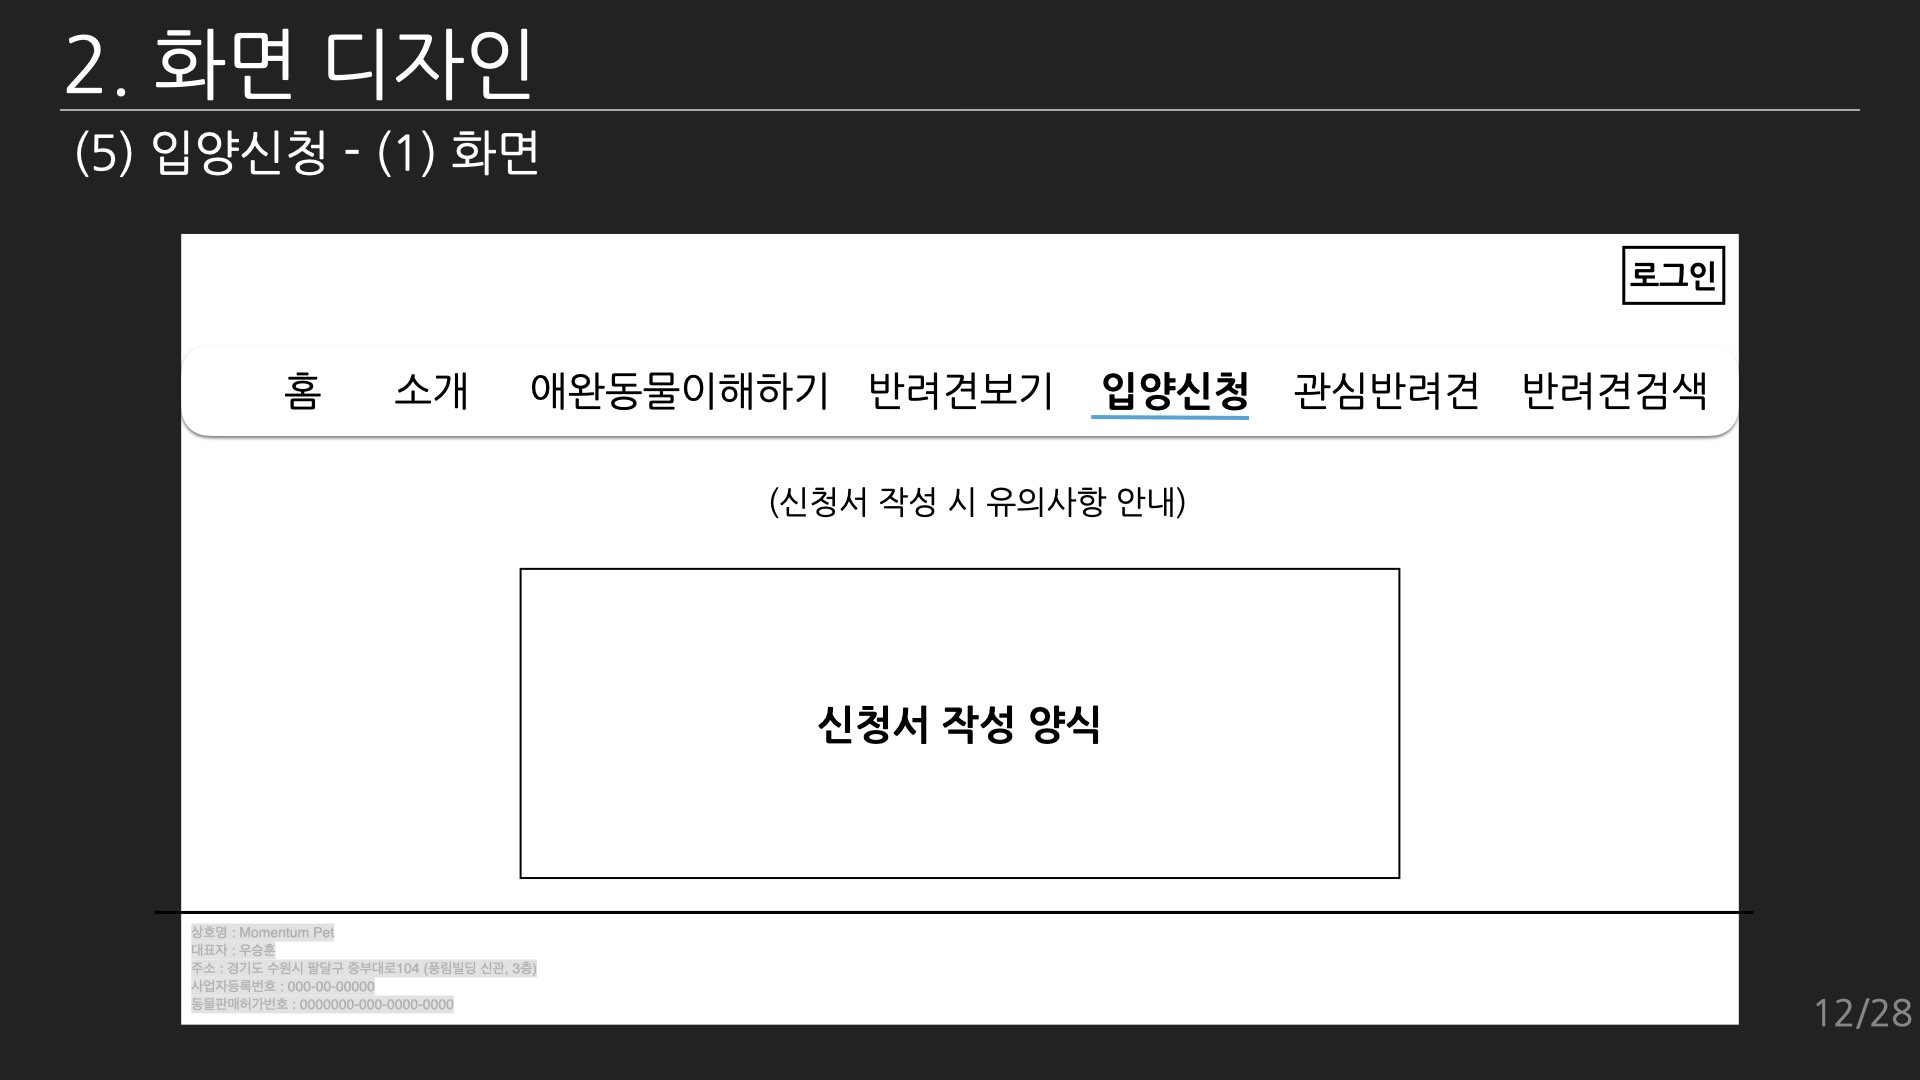 2. 화면 디자인
(5) 입양신청 - (1) 화면
로그인
홈 소개 애완동물이해하기 반려견보기 입양신청 관심반려견 반려견검색
(신청서 작성 시 유의사항 안내)
신청서 작성 양식
상호명 : Momentum Pet
대표자 : 우승훈
주소 : 경기도 수원시 팔달구 중부대로104 (풍림빌딩 신관, 3층)
사업자등록번호 : 000-00-00000
동물판매허가번호 : 0000000-000-0000-0000
12/28